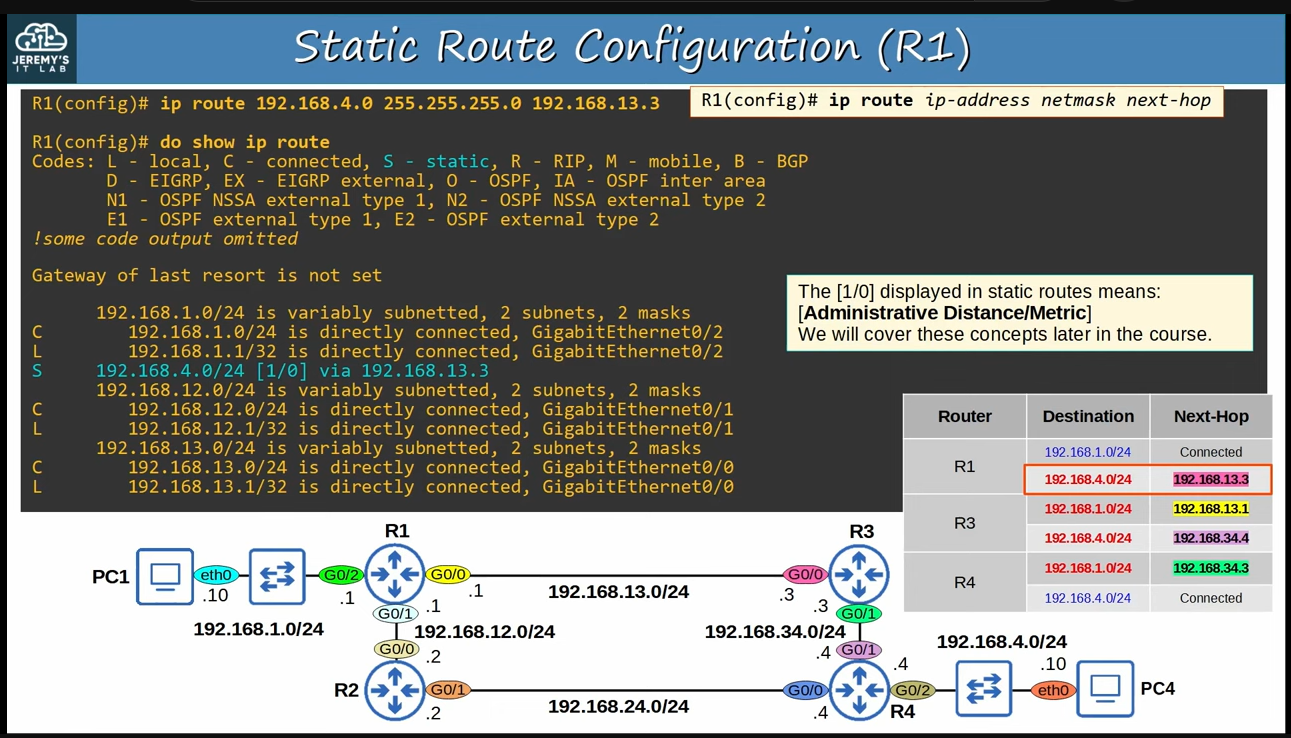 JEREMY'S
IT LAB
Static Route Configuration (R1)
R1(config)# ip route 192.168.4.0 255.255.255.0 192.168.13.3
R1(config)# ip route ip-address netmask next-hop
R1(config)# do show ip route
Codes: L - local, C - connected, S - static, R - RIP, M - mobile, B - BGP
D - EIGRP, EX - EIGRP external, O - OSPF, IA - OSPF inter area
N1 - OSPF NSSA external type 1, N2 - OSPF NSSA external type 2
E1 - OSPF external type 1, E2 - OSPF external type 2
!some code output omitted
Gateway of last resort is not set
192.168.1.0/24 is variably subnetted, 2 subnets, 2 masks
C 192.168.1.0/24 is directly connected, GigabitEthernet0/2
L 192.168.1.1/32 is directly connected, GigabitEthernet0/2
S 192.168.4.0/24 [1/0] via 192.168.13.3
192.168.12.0/24 is variably subnetted, 2 subnets, 2 masks
C 192.168.12.0/24 is directly connected, GigabitEthernet0/1
L 192.168.12.1/32 is directly connected, GigabitEthernet0/1
192.168.13.0/24 is variably subnetted, 2 subnets, 2 masks
C 192.168.13.0/24 is directly connected, GigabitEthernet0/0
L 192.168.13.1/32 is directly connected, GigabitEthernet0/0
The [1/0] displayed in static routes means:
[Administrative Distance/Metric]
We will cover these concepts later in the course.
Router Destination Next-Hop
R1 192.168.1.0/24 Connected
192.168.4.0/24 192.168.13.3
R3 192.168.1.0/24 192.168.13.1
192.168.4.0/24 192.168.34.4
R4 192.168.1.0/24 192.168.34.3
192.168.4.0/24 Connected
R1 R3
PC1 eth0 G0/2 G0/0 G0/0
.10 .1 .1 192.168.13.0/24 .3
.1 .3
G0/1 G0/1
192.168.1.0/24 192.168.12.0/24 192.168.34.0/24 192.168.4.0/24
G0/0 G0/1
.2 .4 .4 .10
R2 G0/1 G0/0 G0/2 eth0 PC4
.2 192.168.24.0/24 .4 R4